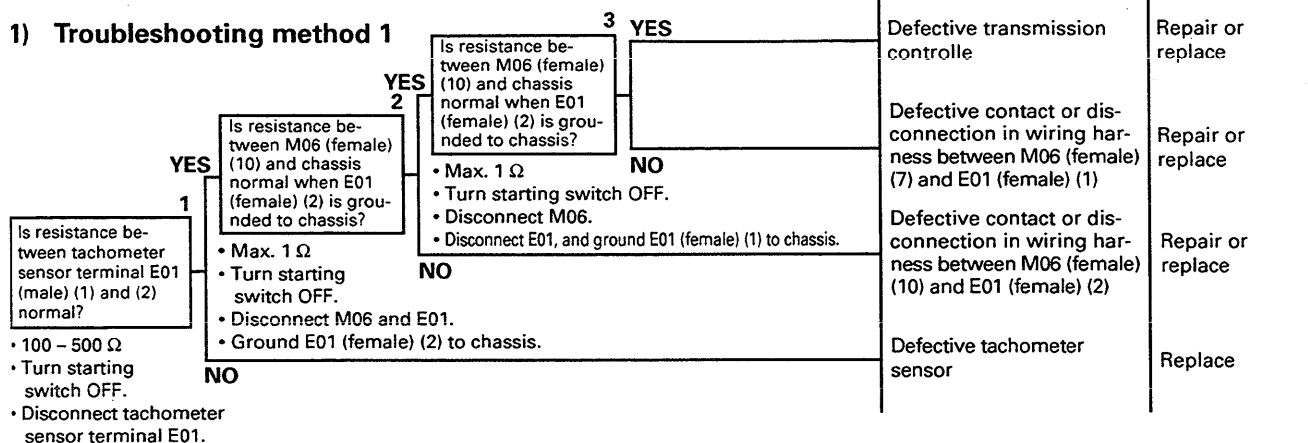 1) Troubleshooting method 1
1
Is resistance be-
tween tachometer
sensor terminal E01
(male) (1) and (2)
normal?
• 100 – 500 Ω
• Turn starting
switch OFF.
• Disconnect tachometer
sensor terminal E01.
YES
NO
2
Is resistance be-
tween M06 (female)
(10) and chassis
normal when E01
(female) (2) is grou-
nded to chassis?
• Max. 1 Ω
• Turn starting
switch OFF.
• Disconnect M06 and E01.
• Ground E01 (female) (2) to chassis.
YES
NO
3
Is resistance be-
tween M06 (female)
(10) and chassis
normal when E01
(female) (2) is grou-
nded to chassis?
• Max. 1 Ω
• Turn starting switch OFF.
• Disconnect M06.
• Disconnect E01, and ground E01 (female) (1) to chassis.
YES
NO
Defective transmission
controlle
Repair or
replace
Defective contact or dis-
connection in wiring har-
ness between M06 (female)
(7) and E01 (female) (1)
Repair or
replace
Defective contact or dis-
connection in wiring har-
ness between M06 (female)
(10) and E01 (female) (2)
Repair or
replace
Defective tachometer
sensor
Replace